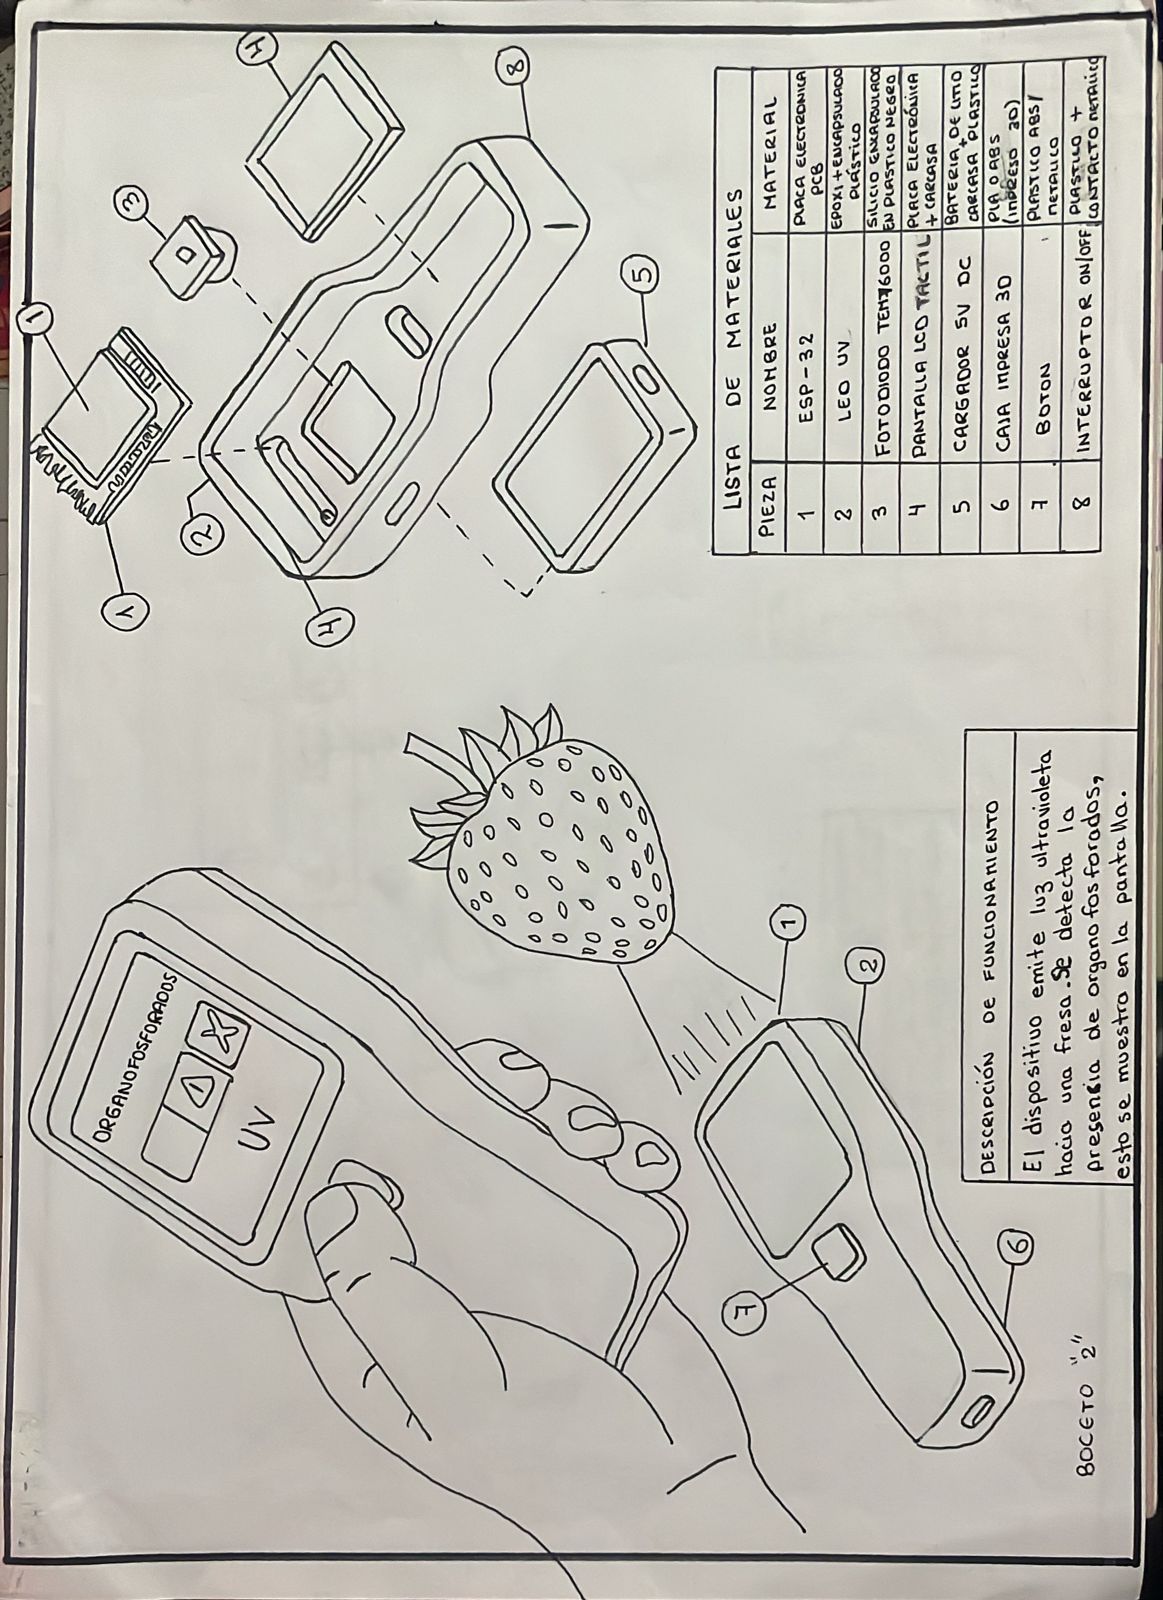 ORGANOFOSFORADOS
UV
1
1
2
3
4
4
8
5
LISTA DE MATERIALES
PIEZA NOMBRE MATERIAL
1 ESP-32 PLACA ELECTRONICA PCB
2 LED UV EPOXI+ENCAPSULADO PLÁSTICO
3 FOTODIODO TEMT6000 SILICIO ENCAPSULADO EN PLASTICO NEGRO
4 PANTALLA LCD TACTIL PLACA ELECTRÓNICA + CARCASA
5 CARGADOR 5V DC BATERIA DE LITIO + CARCASA PLASTICO
6 CAJA IMPRESA 3D PLA O ABS (IMPRESO 3D)
7 BOTON PLASTICO ABS/ METALICO
8 INTERRUPTOR ON/OFF PLASTICO + CONTACTO METALICO
1
2
7
6
BOCETO "2"
DESCRIPCIÓN DE FUNCIONAMIENTO
El dispositivo emite luz ultravioleta
hacia una fresa. Se detecta la
presencia de organofosforados,
esto se muestra en la pantalla.